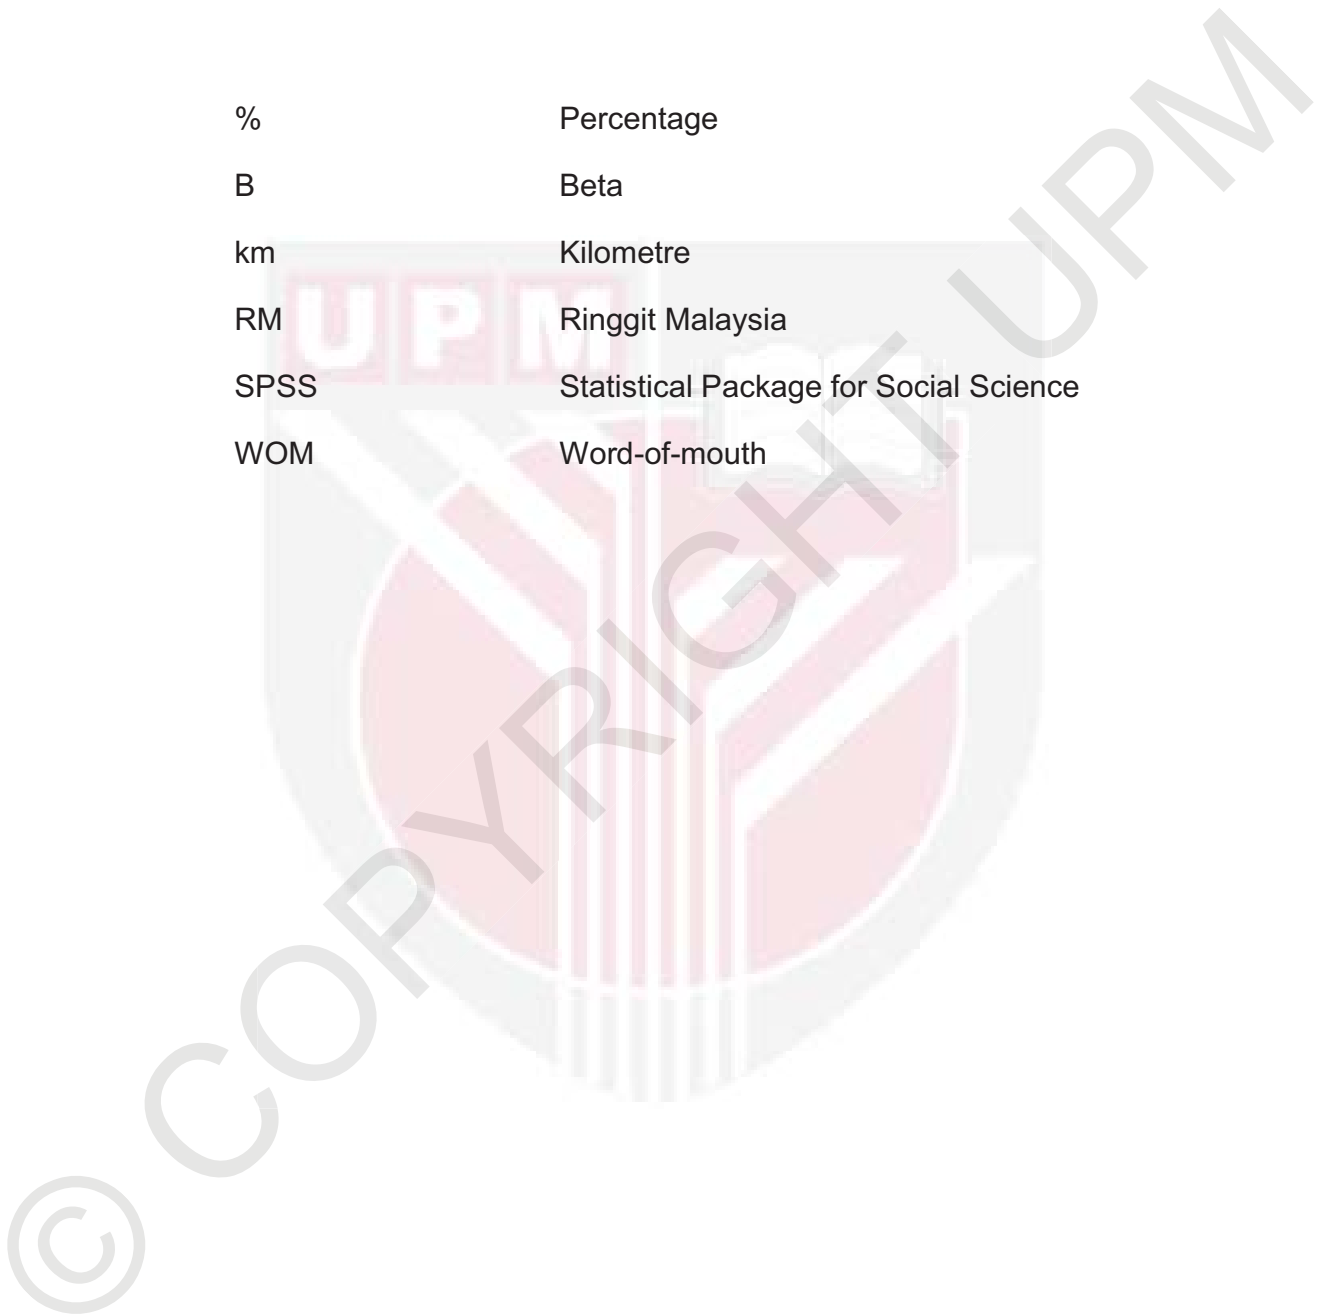 % Percentage
B Beta
km Kilometre
RM Ringgit Malaysia
SPSS Statistical Package for Social Science
WOM Word-of-mouth
UPM
© COPYRIGHT UPM